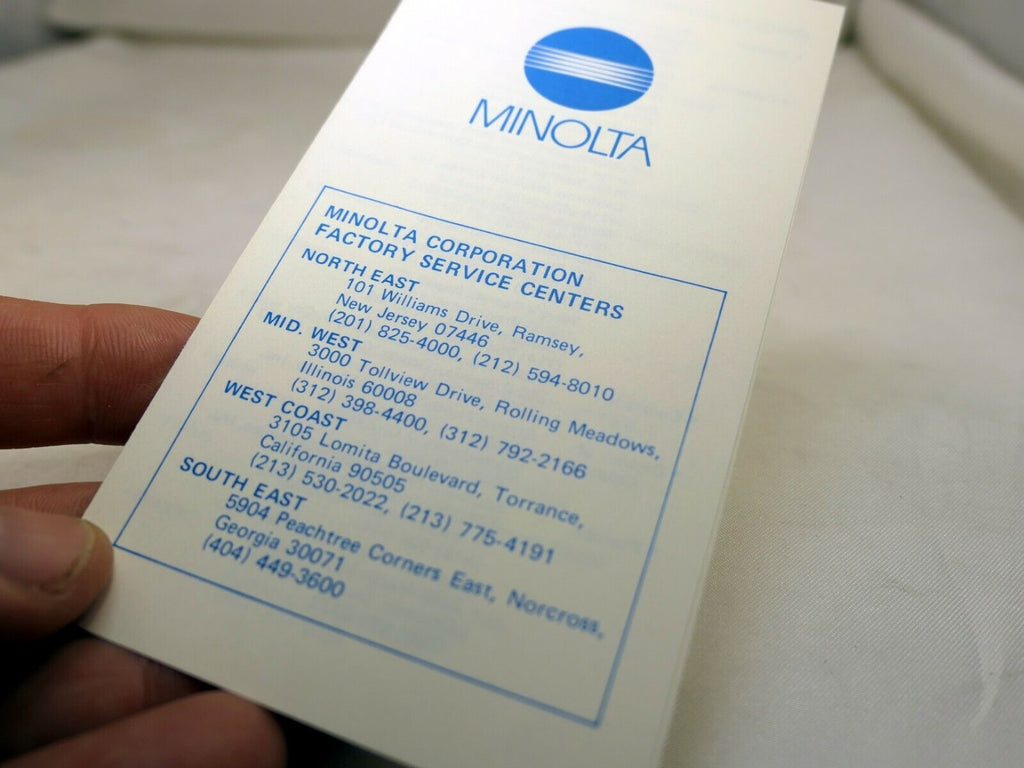 MINOLTA
MINOLTA CORPORATION
FACTORY SERVICE CENTERS
NORTH EAST
101 Williams Drive, Ramsey,
New Jersey 07446
(201) 825-4000, (212) 594-8010
MID. WEST
3000 Tollview Drive, Rolling Meadows,
Illinois 60008
(312) 398-4400, (312) 792-2166
WEST COAST
3105 Lomita Boulevard, Torrance,
California 90505
(213) 530-2022, (213) 775-4191
SOUTH EAST
5904 Peachtree Corners East, Norcross,
Georgia 30071
(404) 449-3600